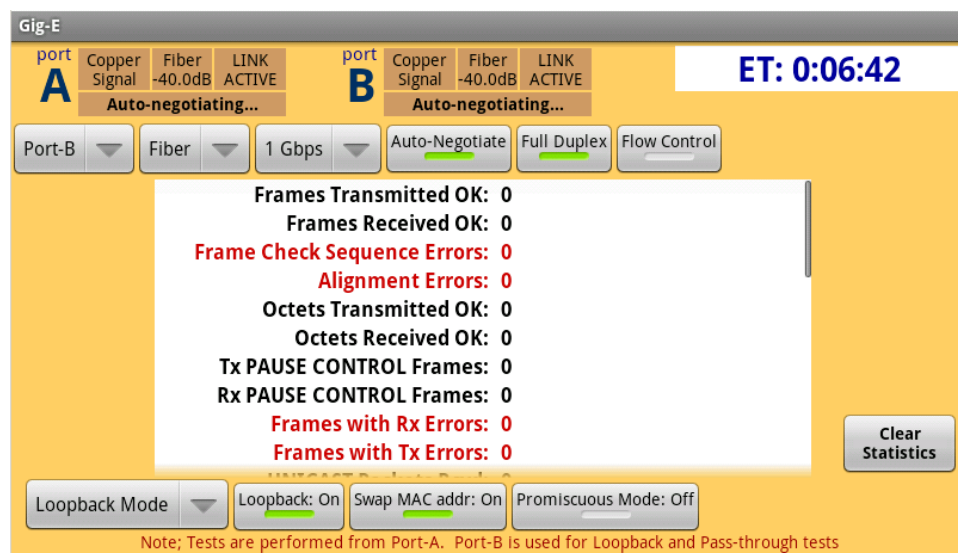 Gig-E
port
A
Copper Signal
Fiber -40.0dB
LINK ACTIVE
Auto-negotiating...
port
B
Copper Signal
Fiber -40.0dB
LINK ACTIVE
Auto-negotiating...
ET: 0:06:42
Port-B
Fiber
1 Gbps
Auto-Negotiate
Full Duplex
Flow Control
Frames Transmitted OK: 0
Frames Received OK: 0
Frame Check Sequence Errors: 0
Alignment Errors: 0
Octets Transmitted OK: 0
Octets Received OK: 0
Tx PAUSE CONTROL Frames: 0
Rx PAUSE CONTROL Frames: 0
Frames with Rx Errors: 0
Frames with Tx Errors: 0
Clear
Statistics
Loopback Mode
Loopback: On
Swap MAC addr: On
Promiscuous Mode: Off
Note; Tests are performed from Port-A. Port-B is used for Loopback and Pass-through tests